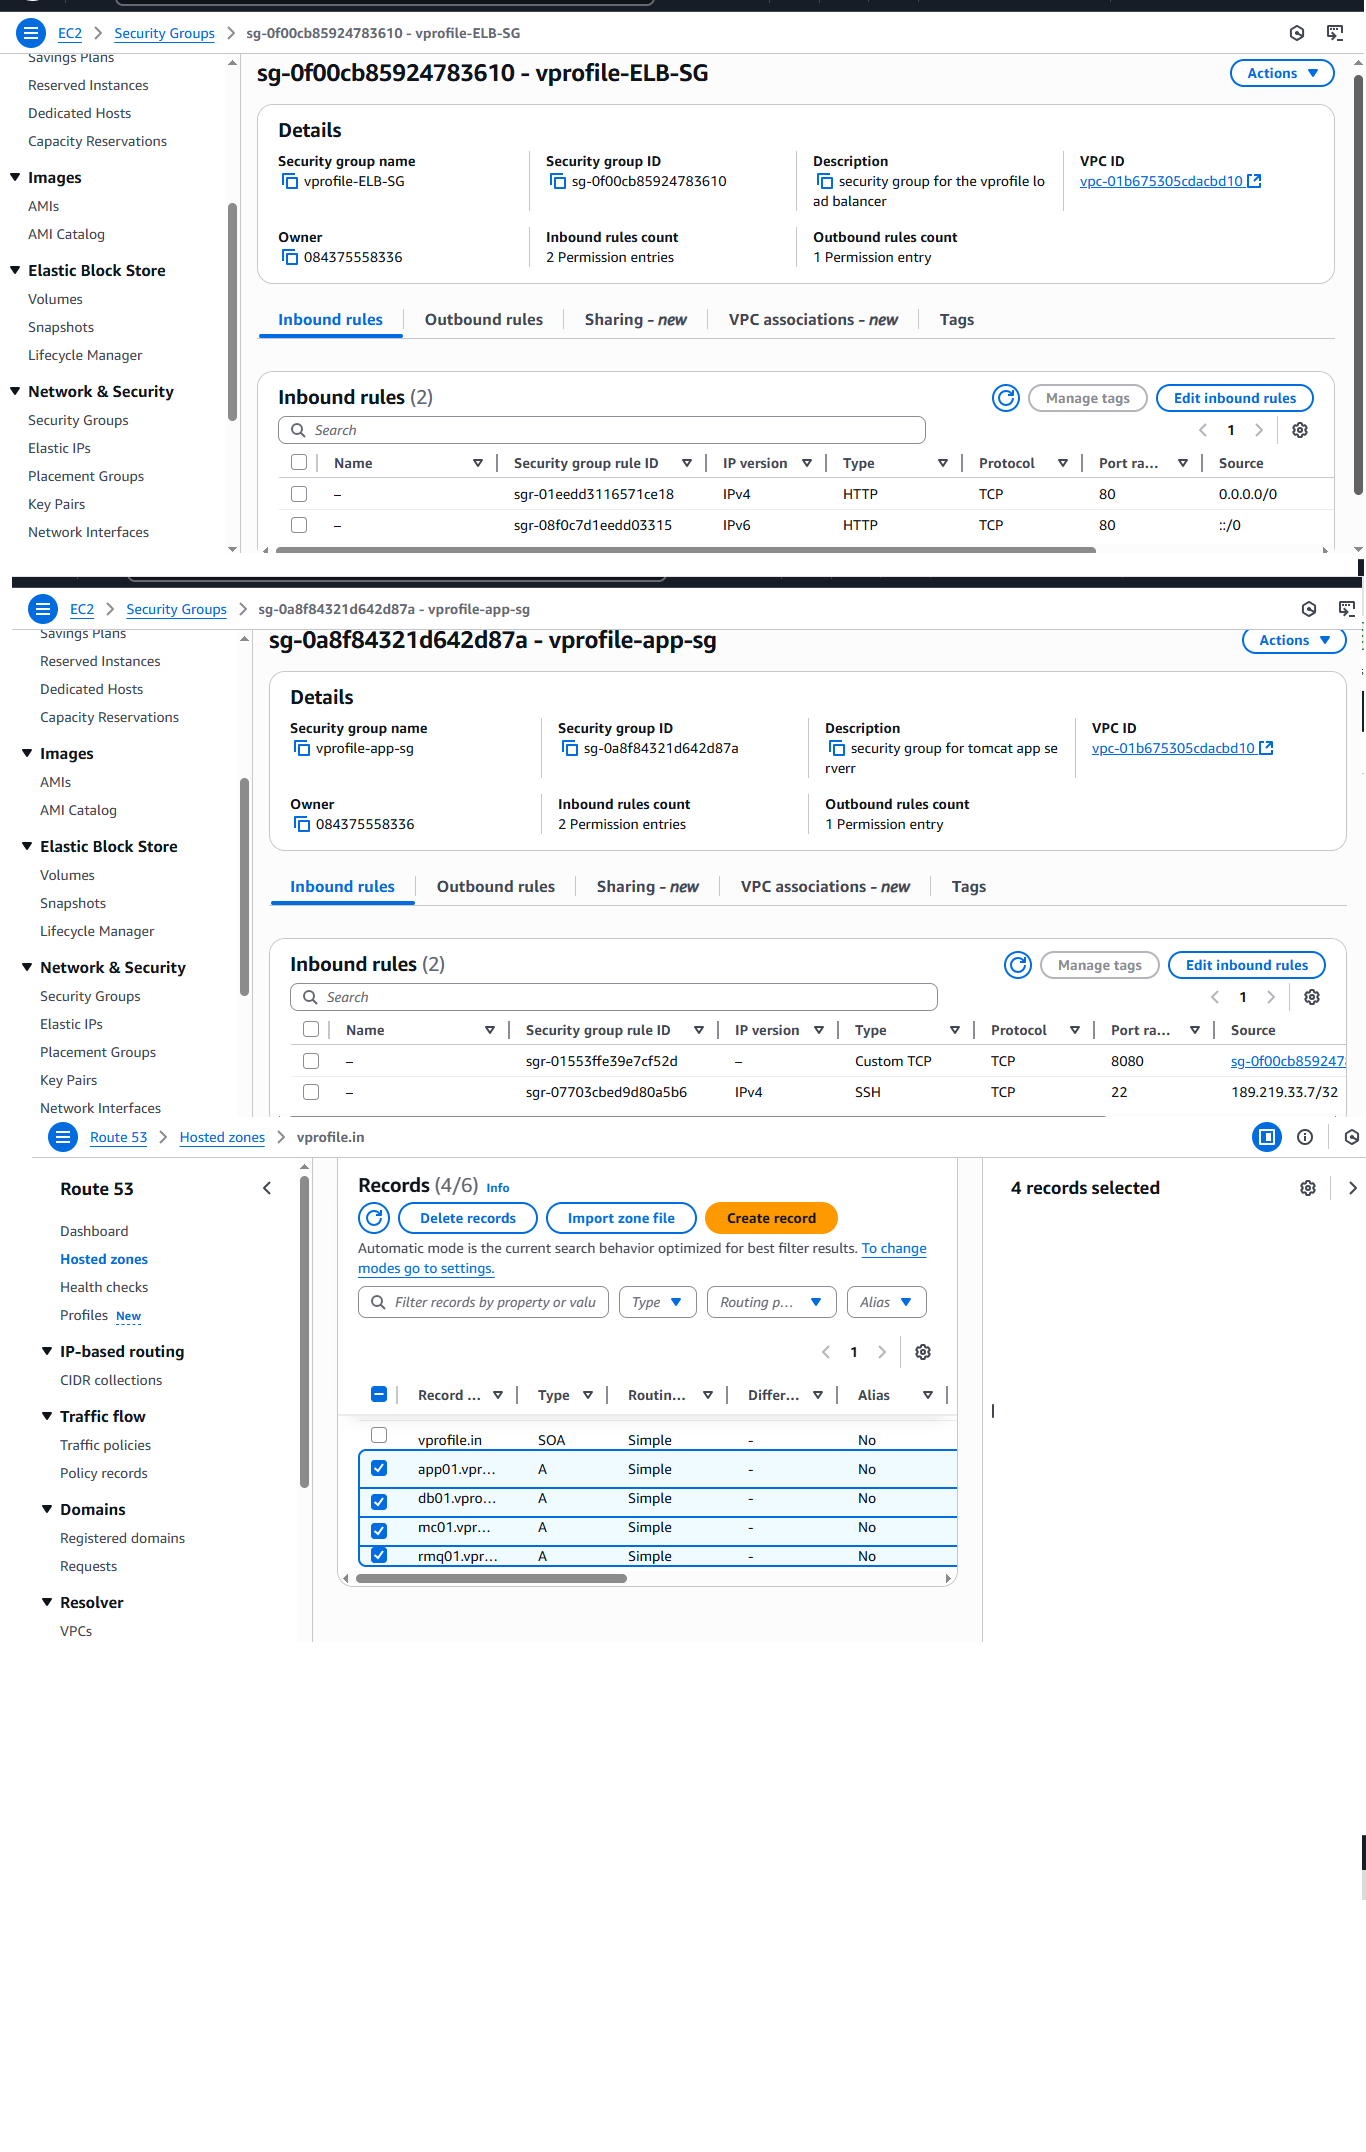 EC2 > Security Groups > sg-0f00cb85924783610 - vprofile-ELB-SG
Savings Plans
Reserved Instances
Dedicated Hosts
Capacity Reservations
Images
AMIs
AMI Catalog
Elastic Block Store
Volumes
Snapshots
Lifecycle Manager
Network & Security
Security Groups
Elastic IPs
Placement Groups
Key Pairs
Network Interfaces
sg-0f00cb85924783610 - vprofile-ELB-SG
Actions
Details
Security group name
vprofile-ELB-SG
Security group ID
sg-0f00cb85924783610
Description
security group for the vprofile lo
ad balancer
VPC ID
vpc-01b675305cdacbd10
Owner
084375558336
Inbound rules count
2 Permission entries
Outbound rules count
1 Permission entry
Inbound rules Outbound rules Sharing - new VPC associations - new Tags
Inbound rules (2)
Manage tags Edit inbound rules
Search
1
Name Security group rule ID IP version Type Protocol Port ra... Source
– sgr-01eedd3116571ce18 IPv4 HTTP TCP 80 0.0.0.0/0
– sgr-08f0c7d1eedd03315 IPv6 HTTP TCP 80 ::/0
EC2 > Security Groups > sg-0a8f84321d642d87a - vprofile-app-sg
Savings Plans
Reserved Instances
Dedicated Hosts
Capacity Reservations
Images
AMIs
AMI Catalog
Elastic Block Store
Volumes
Snapshots
Lifecycle Manager
Network & Security
Security Groups
Elastic IPs
Placement Groups
Key Pairs
Network Interfaces
sg-0a8f84321d642d87a - vprofile-app-sg
Actions
Details
Security group name
vprofile-app-sg
Security group ID
sg-0a8f84321d642d87a
Description
security group for tomcat app se
rverr
VPC ID
vpc-01b675305cdacbd10
Owner
084375558336
Inbound rules count
2 Permission entries
Outbound rules count
1 Permission entry
Inbound rules Outbound rules Sharing - new VPC associations - new Tags
Inbound rules (2)
Manage tags Edit inbound rules
Search
1
Name Security group rule ID IP version Type Protocol Port ra... Source
– sgr-01553ffe39e7cf52d – Custom TCP TCP 8080 sg-0f00cb859247
– sgr-07703cbed9d80a5b6 IPv4 SSH TCP 22 189.219.33.7/32
Route 53 > Hosted zones > vprofile.in
Route 53
Dashboard
Hosted zones
Health checks
Profiles New
IP-based routing
CIDR collections
Traffic flow
Traffic policies
Policy records
Domains
Registered domains
Requests
Resolver
VPCs
Records (4/6) Info
Delete records Import zone file Create record
Automatic mode is the current search behavior optimized for best filter results. To change
modes go to settings.
Filter records by property or valu Type Routing p... Alias
1
Record ... Type Routin... Differ... Alias
vprofile.in SOA Simple - No
app01.vpr... A Simple - No
db01.vpro... A Simple - No
mc01.vpr... A Simple - No
rmq01.vpr... A Simple - No
4 records selected